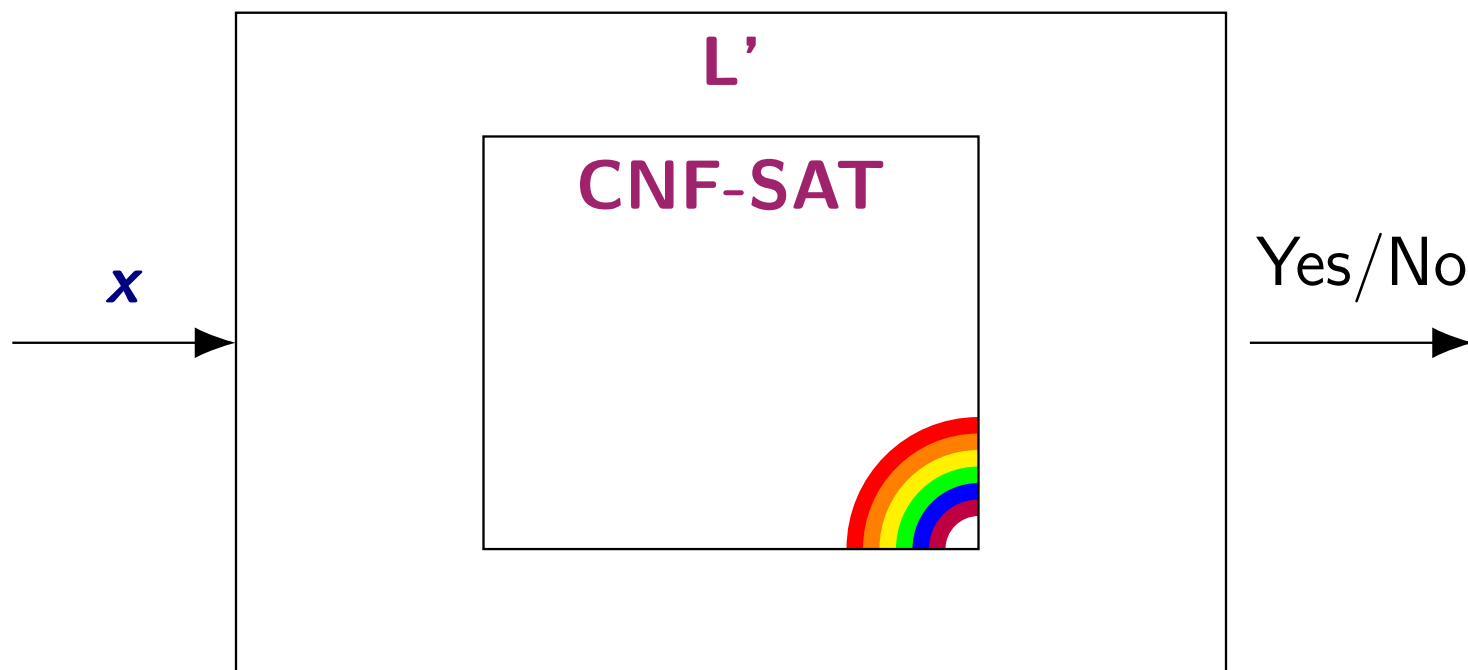 L’
CNF-SAT
x
Yes/No